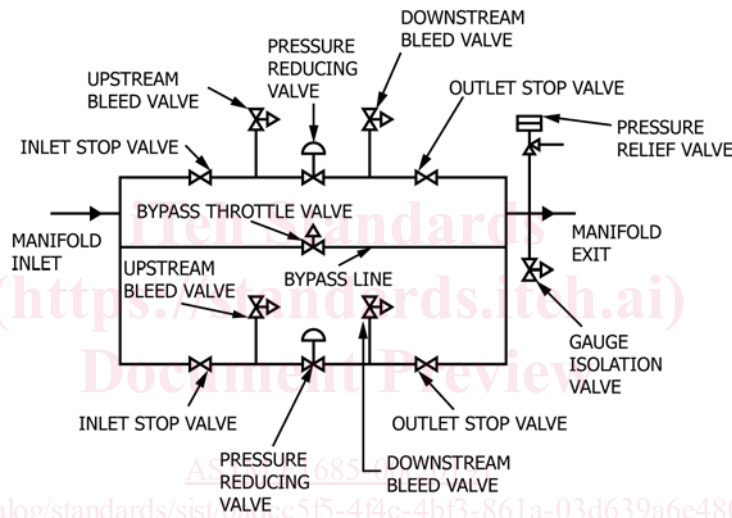 DOWNSTREAM
BLEED VALVE
PRESSURE
REDUCING
VALVE
UPSTREAM
BLEED VALVE
OUTLET STOP VALVE
PRESSURE
RELIEF VALVE
INLET STOP VALVE
BYPASS THROTTLE VALVE
iTeh Standards
MANIFOLD
INLET
MANIFOLD
EXIT
UPSTREAM
BLEED VALVE
BYPASS LINE
(https://standards.iteh.ai)
GAUGE
ISOLATION
VALVE
Document Preview
INLET STOP VALVE
OUTLET STOP VALVE
PRESSURE
REDUCING
VALVE
DOWNSTREAM
BLEED VALVE
ASTM